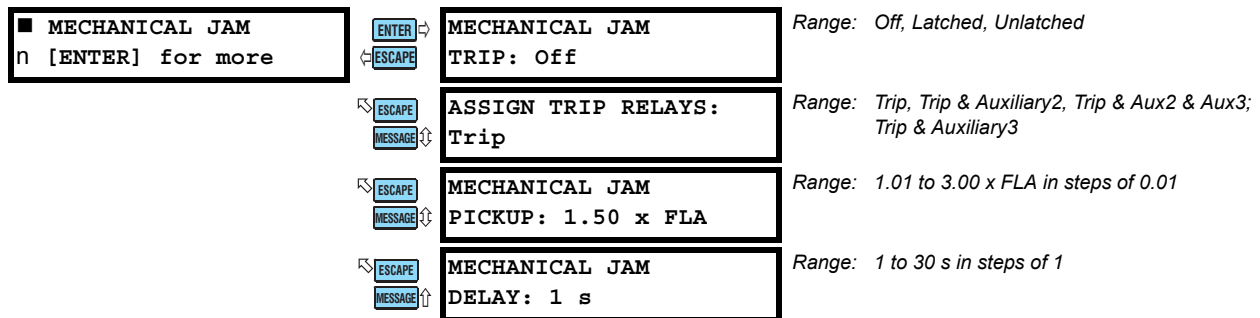 ■ MECHANICAL JAM
n [ENTER] for more
ENTER
ESCAPE
MECHANICAL JAM
TRIP: Off
Range: Off, Latched, Unlatched
ESCAPE
MESSAGE
ASSIGN TRIP RELAYS:
Trip
Range: Trip, Trip & Auxiliary2, Trip & Aux2 & Aux3;
Trip & Auxiliary3
ESCAPE
MESSAGE
MECHANICAL JAM
PICKUP: 1.50 x FLA
Range: 1.01 to 3.00 x FLA in steps of 0.01
ESCAPE
MESSAGE
MECHANICAL JAM
DELAY: 1 s
Range: 1 to 30 s in steps of 1